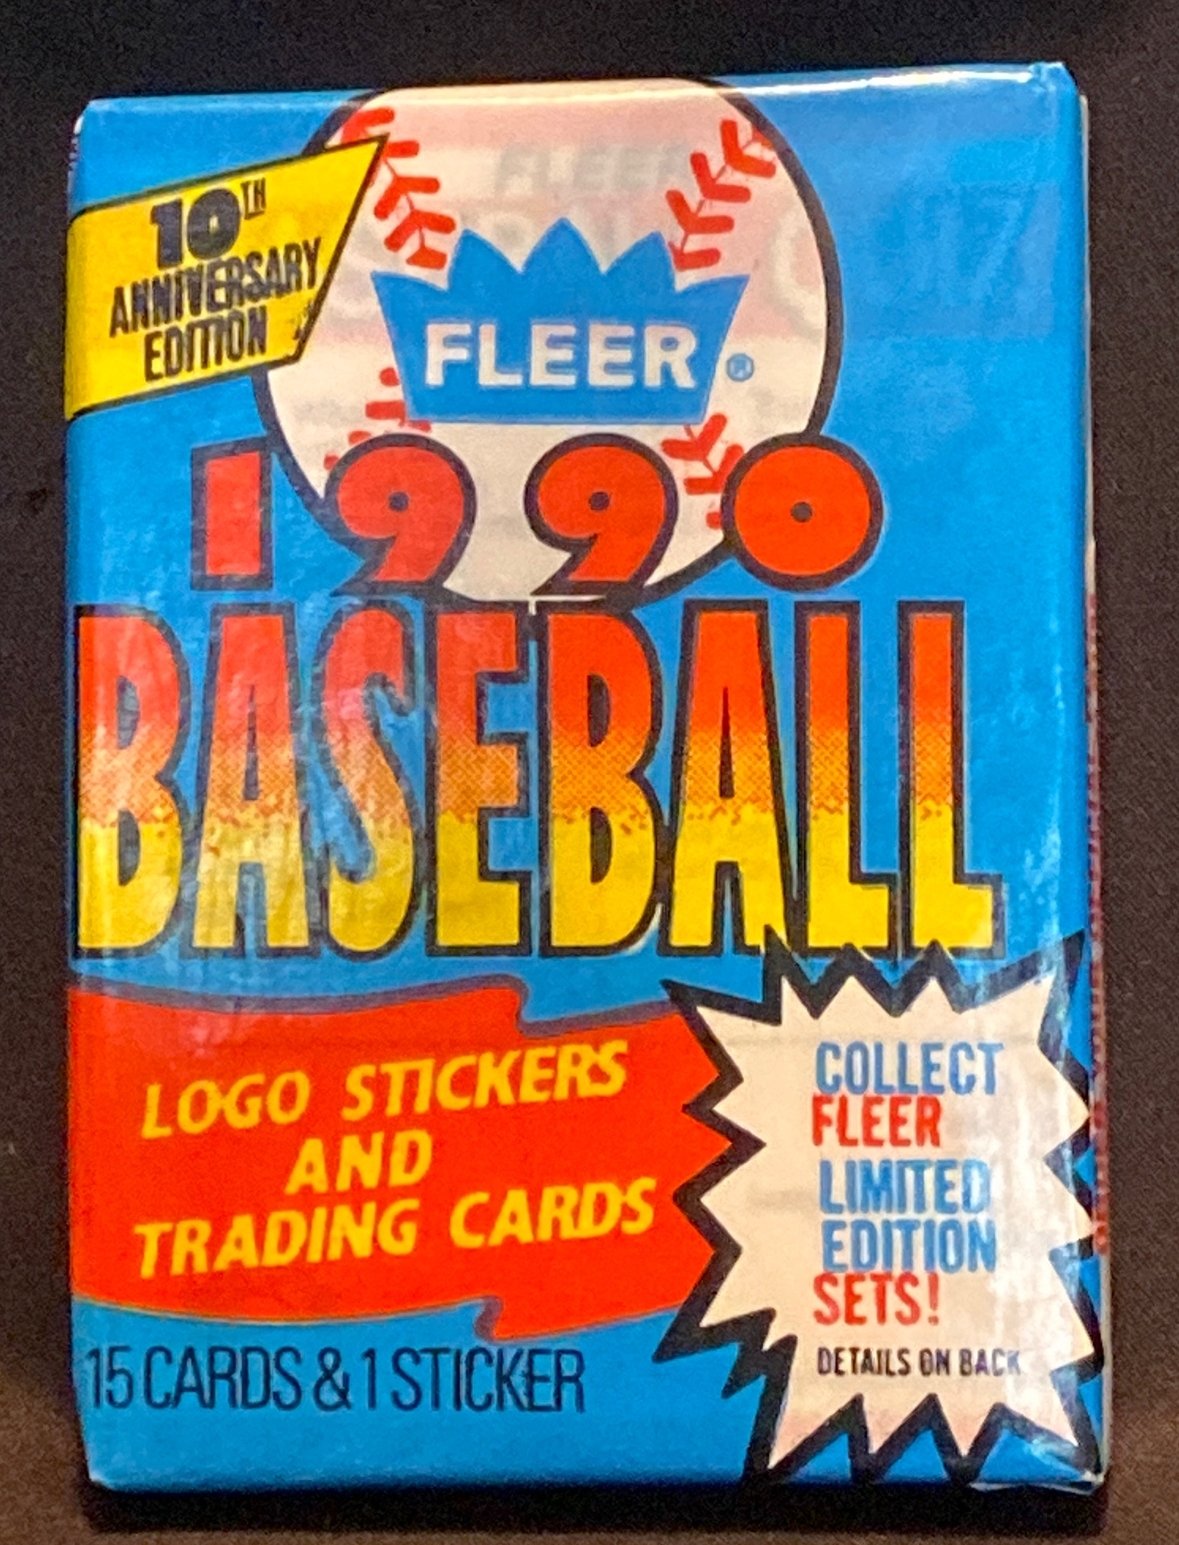 10TH
ANNIVERSARY
EDITION
FLEER
FLEER®
1990
BASEBALL
LOGO STICKERS
AND
TRADING CARDS
COLLECT
FLEER
LIMITED
EDITION
SETS!
DETAILS ON BACK
15 CARDS & 1 STICKER